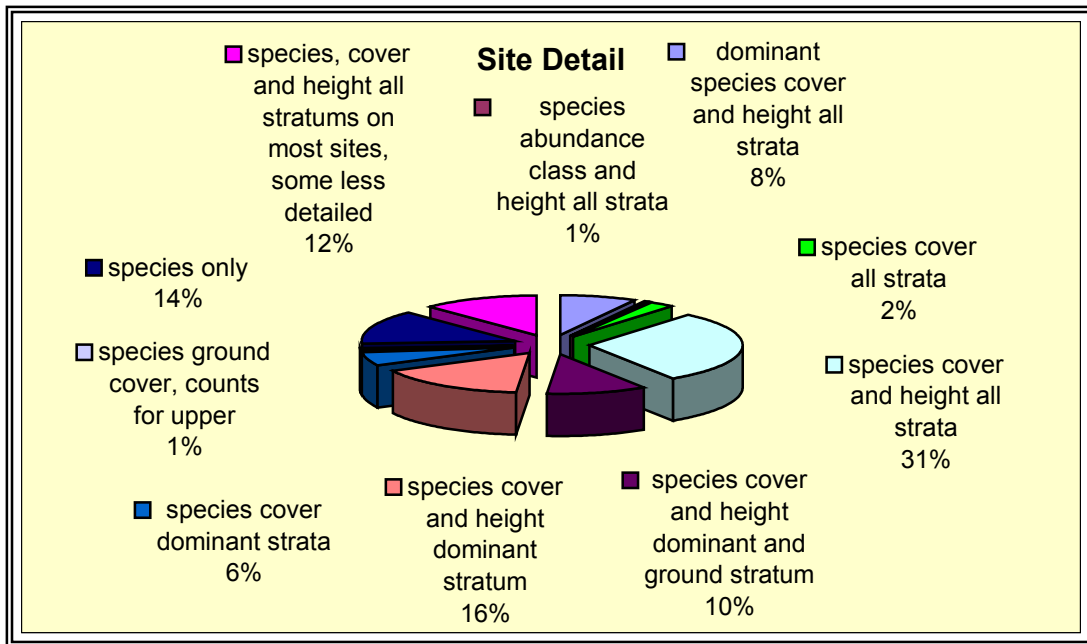 Site Detail
species, cover
and height all
stratums on
most sites,
some less
detailed
12%
species
abundance
class and
height all strata
1%
dominant
species cover
and height all
strata
8%
species only
14%
species cover
all strata
2%
species ground
cover, counts
for upper
1%
species cover
and height all
strata
31%
species cover
dominant strata
6%
species cover
and height
dominant
stratum
16%
species cover
and height
dominant and
ground stratum
10%